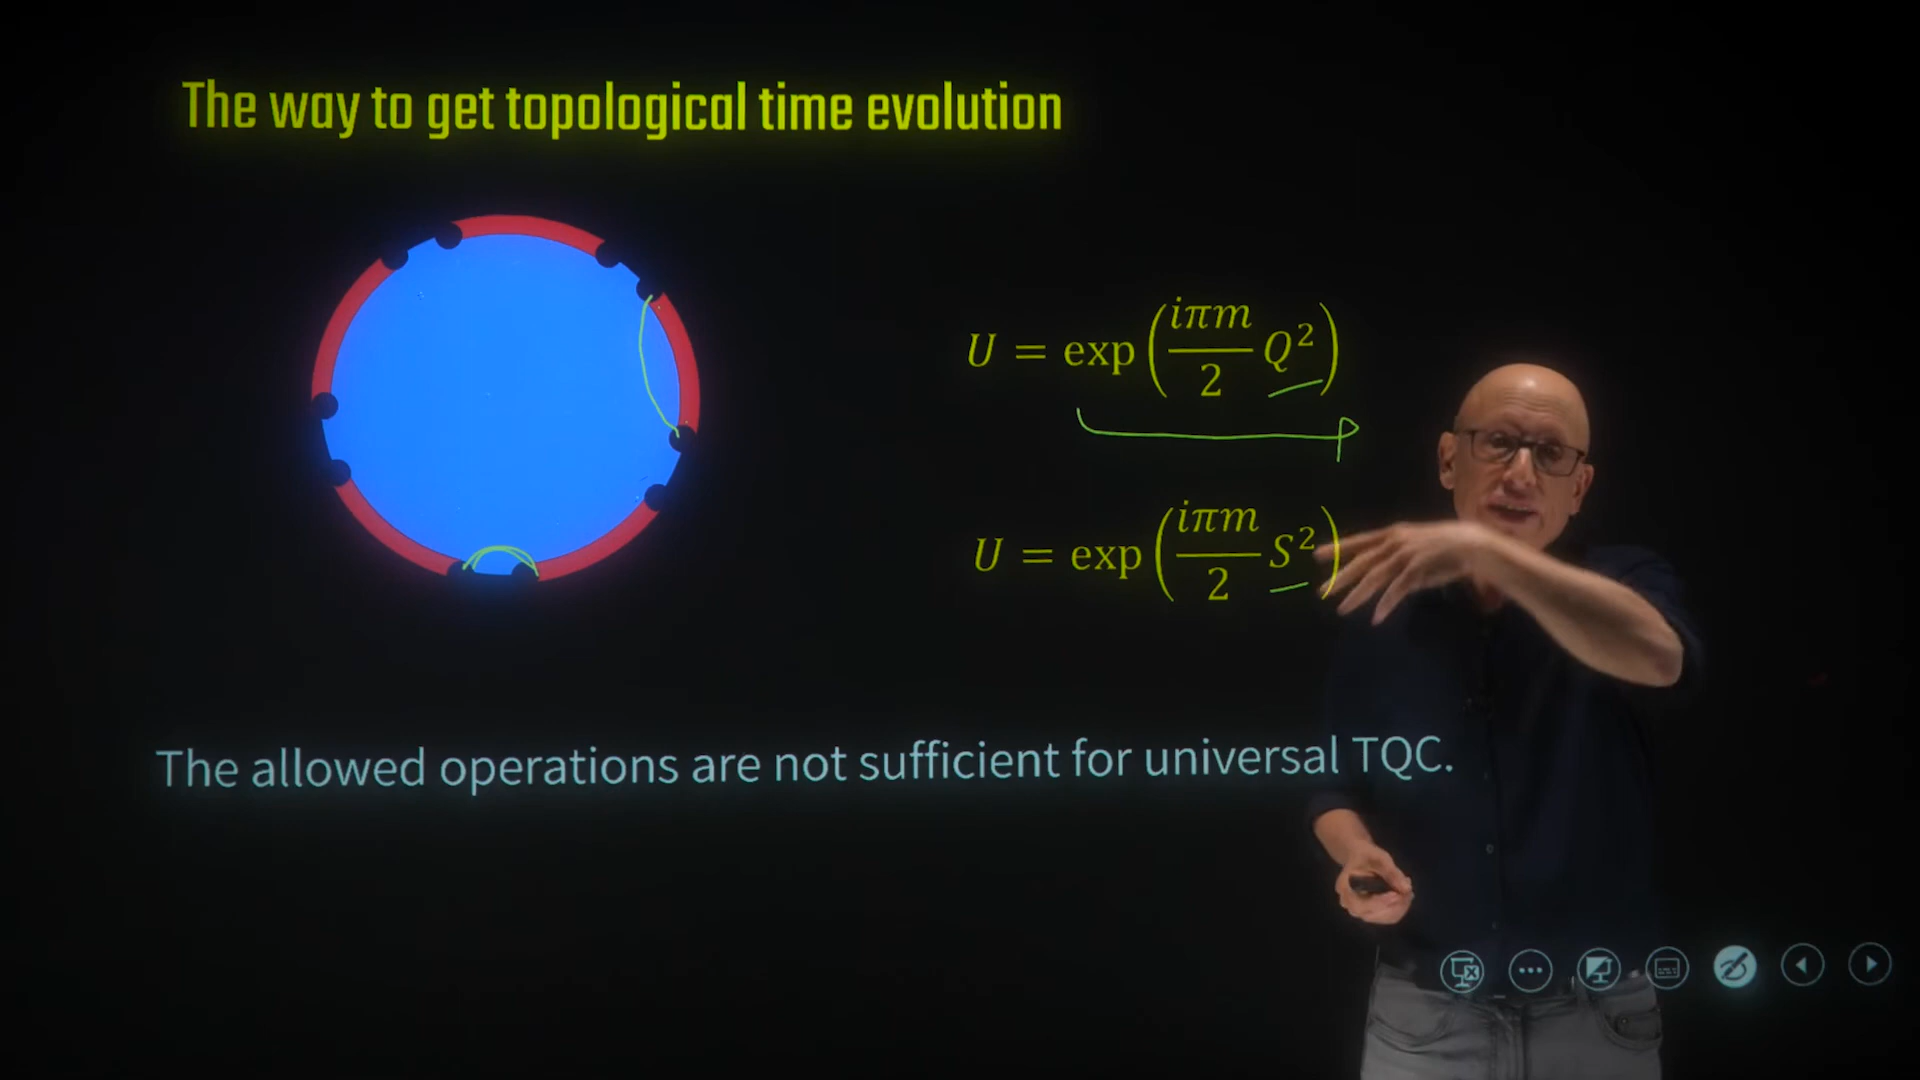 The way to get topological time evolution
U = exp(iπm/2 Q²)
U = exp(iπm/2 S²)
The allowed operations are not sufficient for universal TQC.